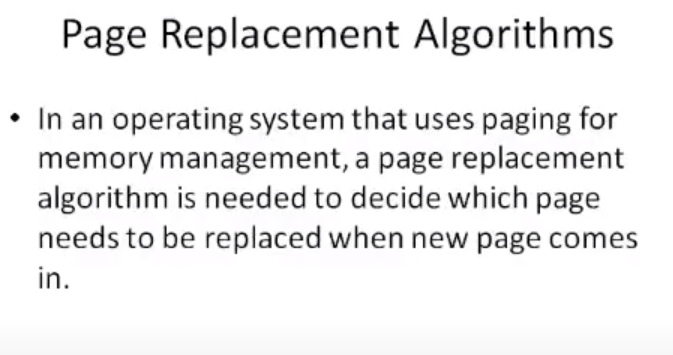 Page Replacement Algorithms
• In an operating system that uses paging for
memory management, a page replacement
algorithm is needed to decide which page
needs to be replaced when new page comes
in.